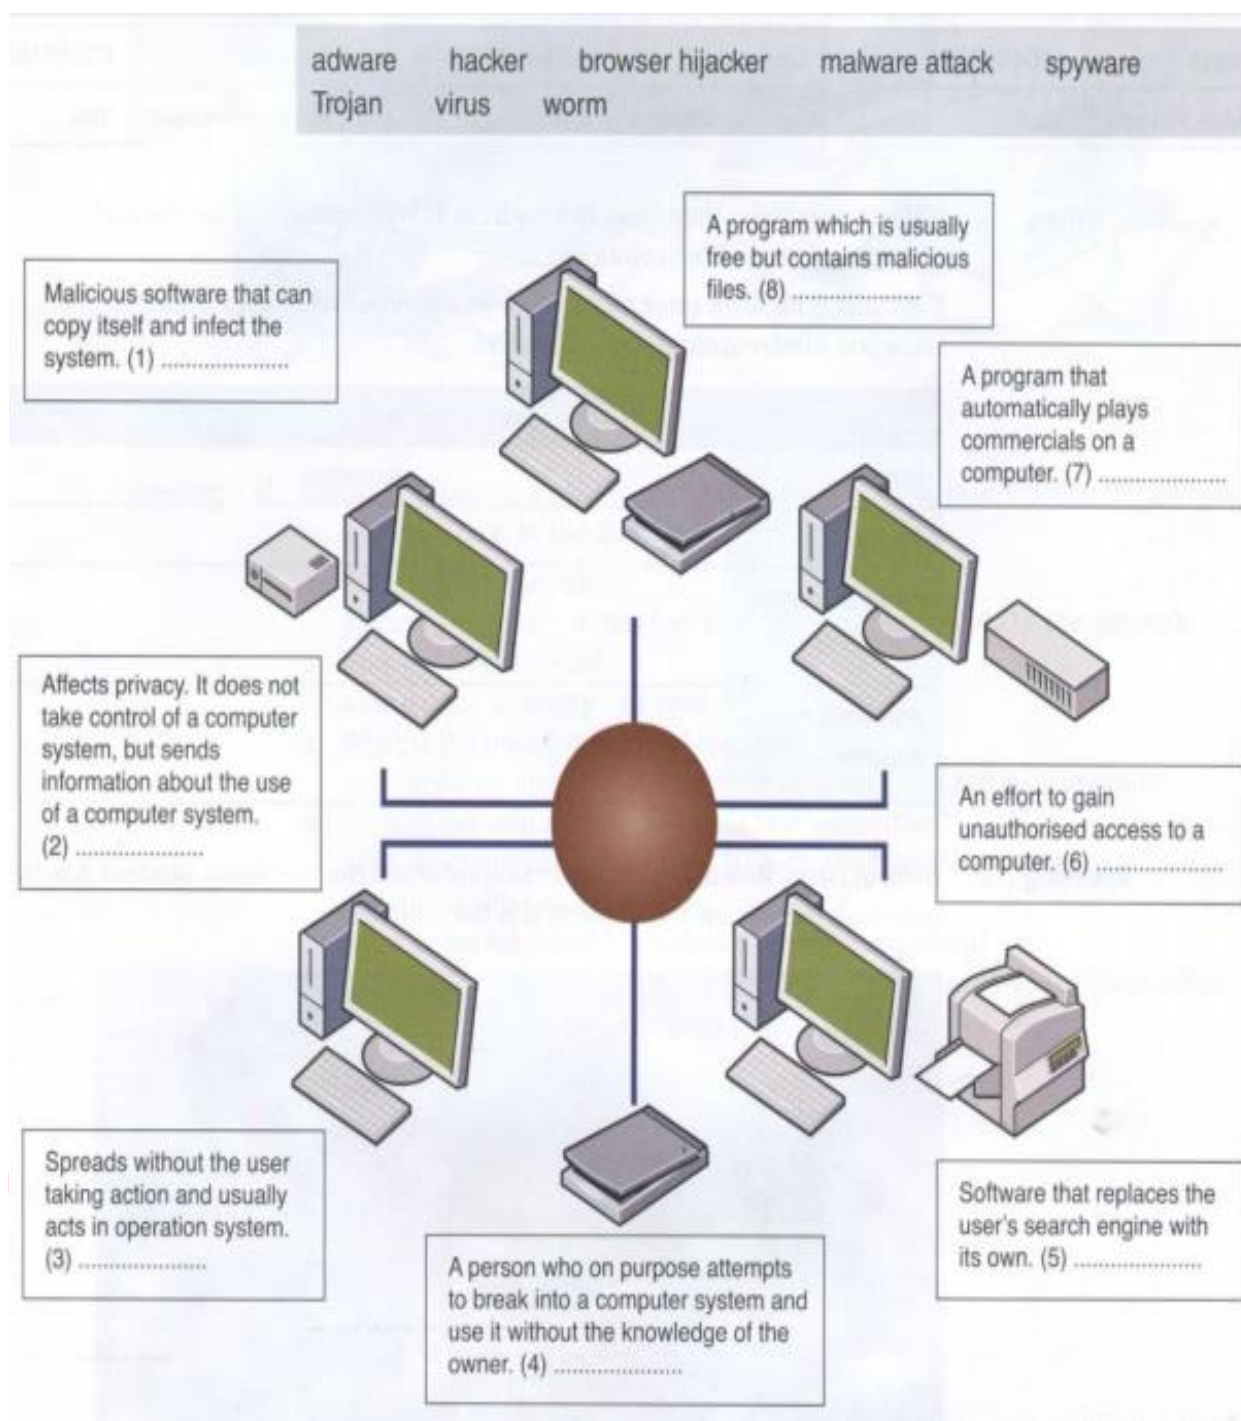 adware hacker browser hijacker malware attack spyware
Trojan virus worm
A program which is usually
free but contains malicious
files. (8) ......................
Malicious software that can
copy itself and infect the
system. (1) ......................
A program that
automatically plays
commercials on a
computer. (7) ......................
Affects privacy. It does not
take control of a computer
system, but sends
information about the use
of a computer system.
(2) ......................
An effort to gain
unauthorised access to a
computer. (6) ......................
Spreads without the user
taking action and usually
acts in operation system.
(3) ......................
Software that replaces the
user's search engine with
its own. (5) ......................
A person who on purpose attempts
to break into a computer system and
use it without the knowledge of the
owner. (4) ......................